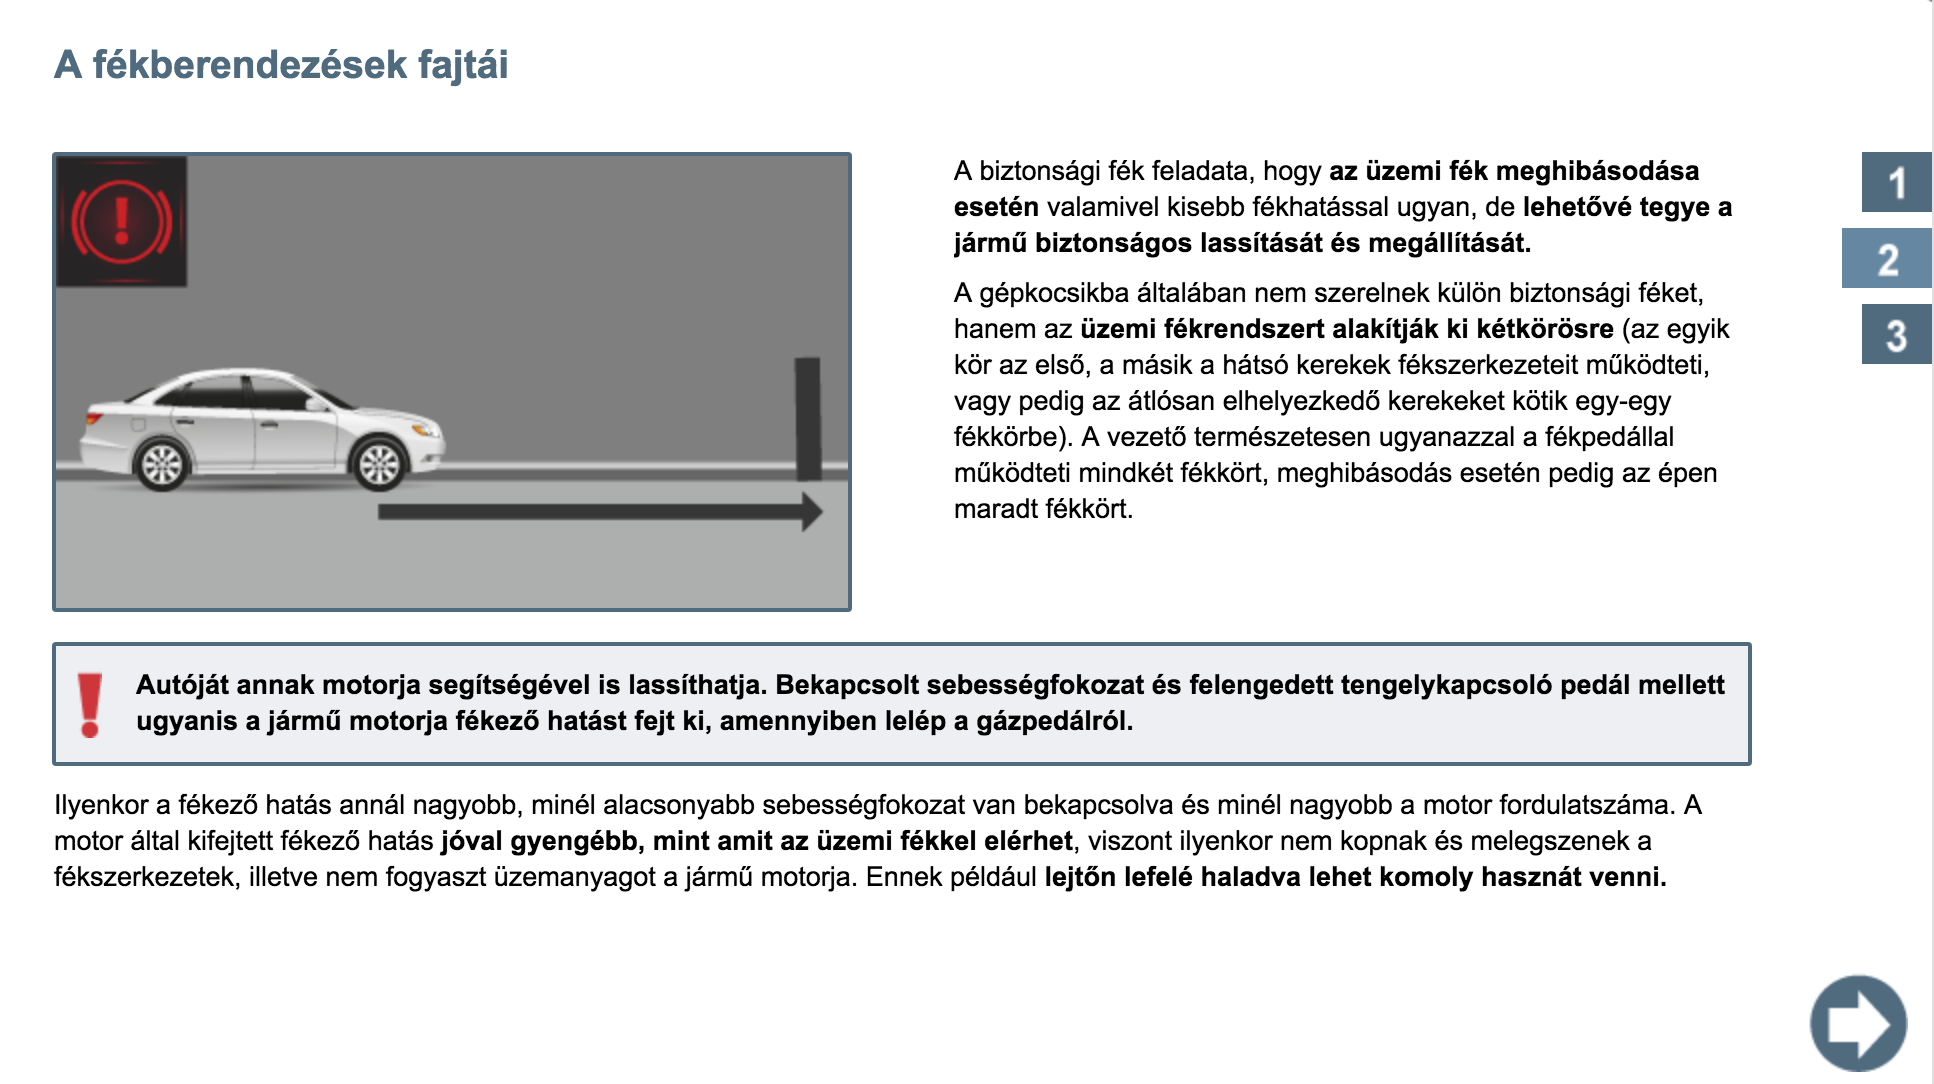 A fékberendezések fajtái
A biztonsági fék feladata, hogy az üzemi fék meghibásodása
esetén valamivel kisebb fékhatással ugyan, de lehetővé tegye a
jármű biztonságos lassítását és megállítását.
A gépkocsikba általában nem szerelnek külön biztonsági féket,
hanem az üzemi fékrendszert alakítják ki kétkörösre (az egyik
kör az első, a másik a hátsó kerekek fékszerkezeteit működteti,
vagy pedig az átlósan elhelyezkedő kerekeket kötik egy-egy
fékkörbe). A vezető természetesen ugyanazzal a fékpedállal
működteti mindkét fékkört, meghibásodás esetén pedig az épen
maradt fékkört.
1
2
3
Autóját annak motorja segítségével is lassíthatja. Bekapcsolt sebességfokozat és felengedett tengelykapcsoló pedál mellett
ugyanis a jármű motorja fékező hatást fejt ki, amennyiben lelép a gázpedálról.
Ilyenkor a fékező hatás annál nagyobb, minél alacsonyabb sebességfokozat van bekapcsolva és minél nagyobb a motor fordulatszáma. A
motor által kifejtett fékező hatás jóval gyengébb, mint amit az üzemi fékkel elérhet, viszont ilyenkor nem kopnak és melegszenek a
fékszerkezetek, illetve nem fogyaszt üzemanyagot a jármű motorja. Ennek például lejtőn lefelé haladva lehet komoly hasznát venni.